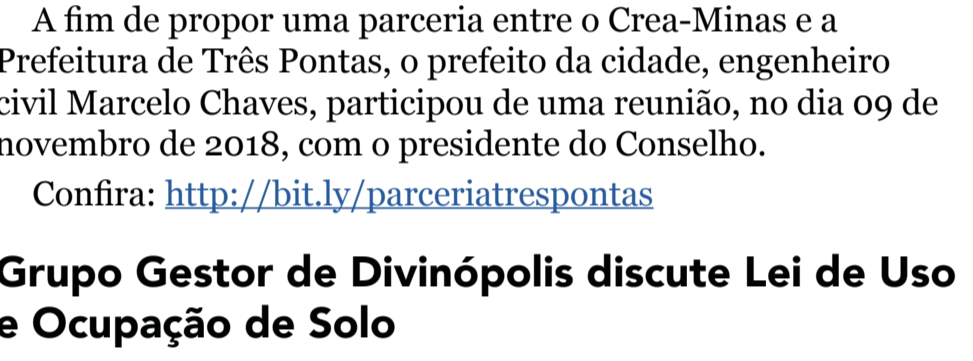 A fim de propor uma parceria entre o Crea-Minas e a
Prefeitura de Três Pontas, o prefeito da cidade, engenheiro
civil Marcelo Chaves, participou de uma reunião, no dia 09 de
novembro de 2018, com o presidente do Conselho.
Confira: http://bit.ly/parceriatrespontas
Grupo Gestor de Divinópolis discute Lei de Uso
e Ocupação de Solo